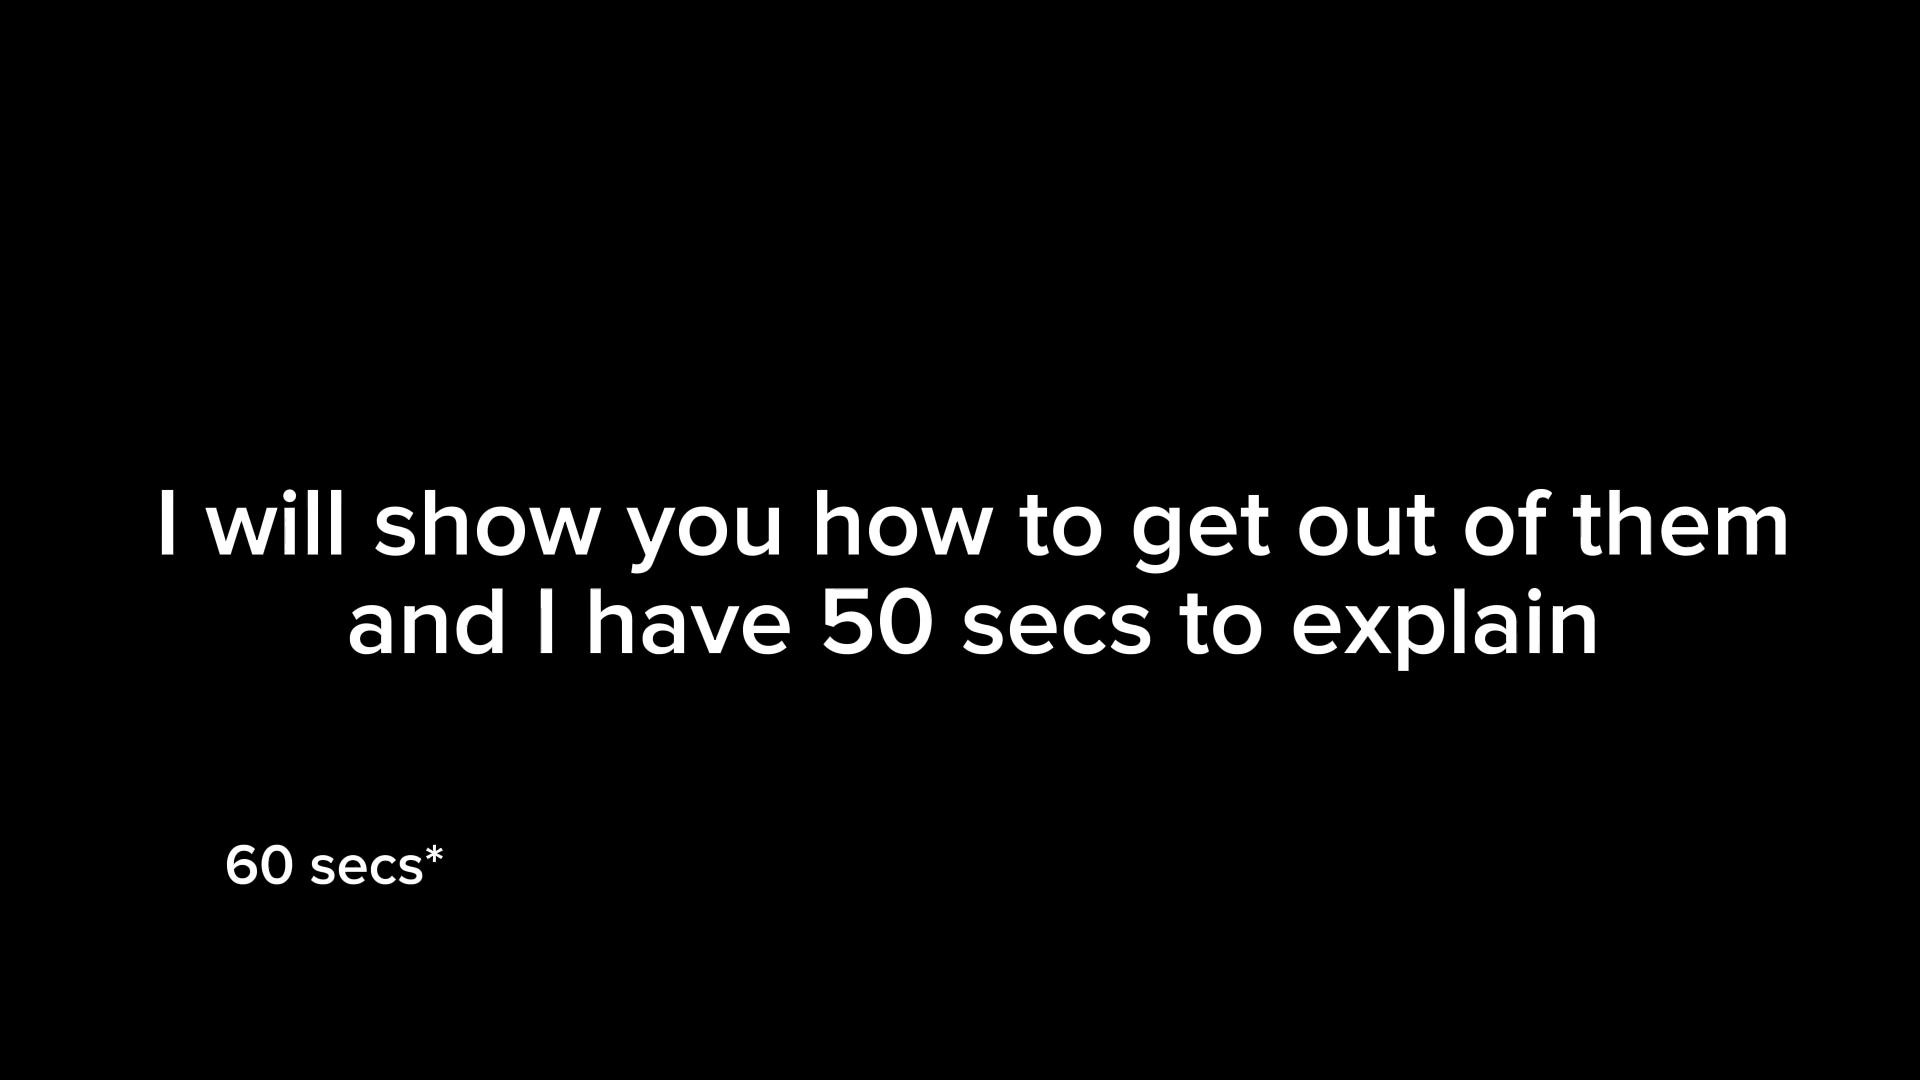 I will show you how to get out of them
and I have 50 secs to explain
60 secs*